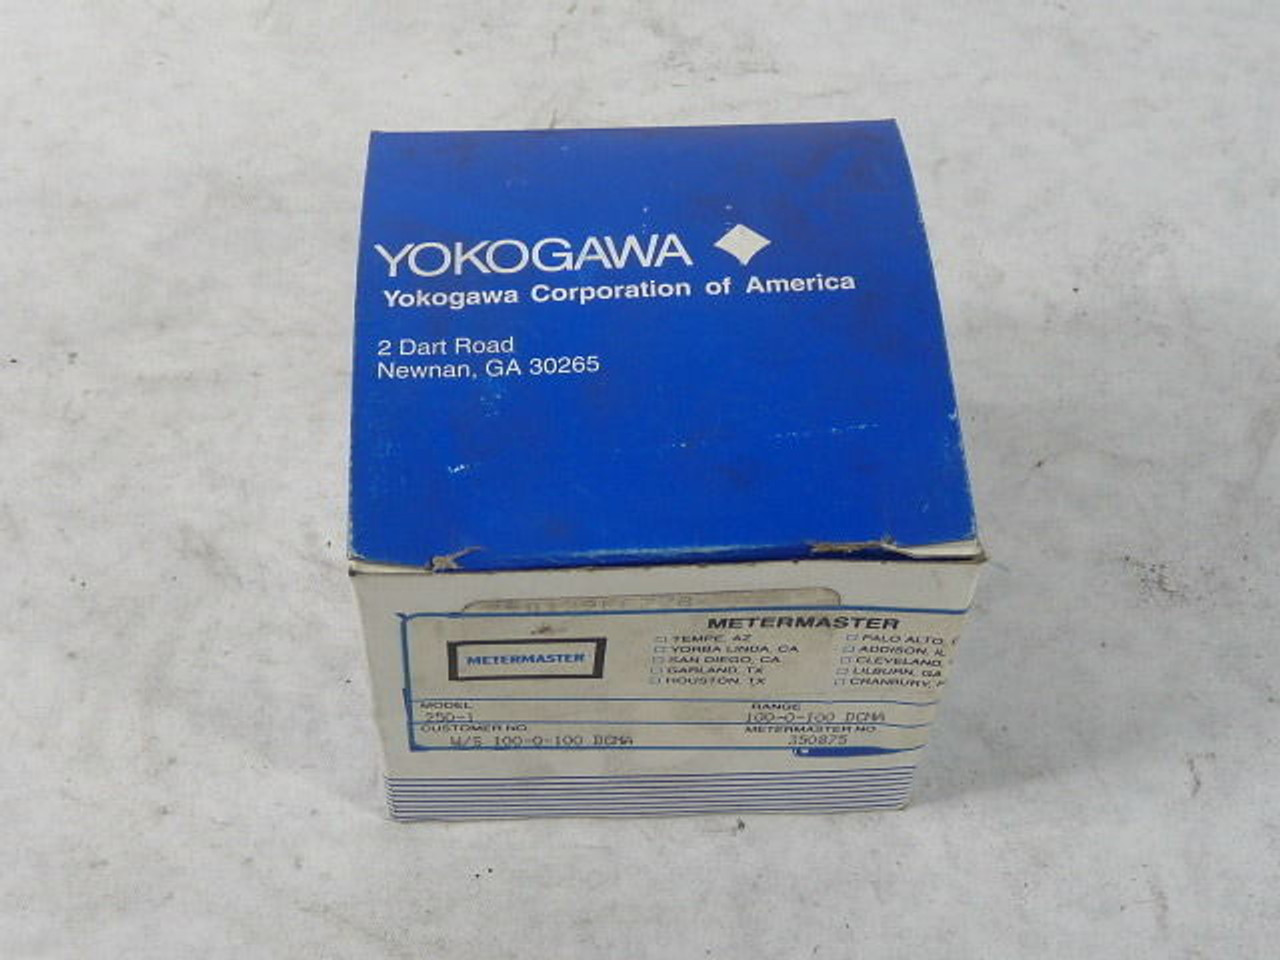 YOKOGAWA
Yokogawa Corporation of America
2 Dart Road
Newnan, GA 30265
METERMASTER
METERMASTER
TEMPE, AZ
YORBA LINDA, CA
SAN DIEGO, CA
GARLAND, TX
HOUSTON, TX
PALO ALTO,
ADDISON, IL
CLEVELAND,
LILBURN, GA
CRANBURY,
MODEL
250-1
RANGE
100-0-100 DCMA
CUSTOMER NO.
W/S 100-0-100 DCMA
METERMASTER NO.
350875